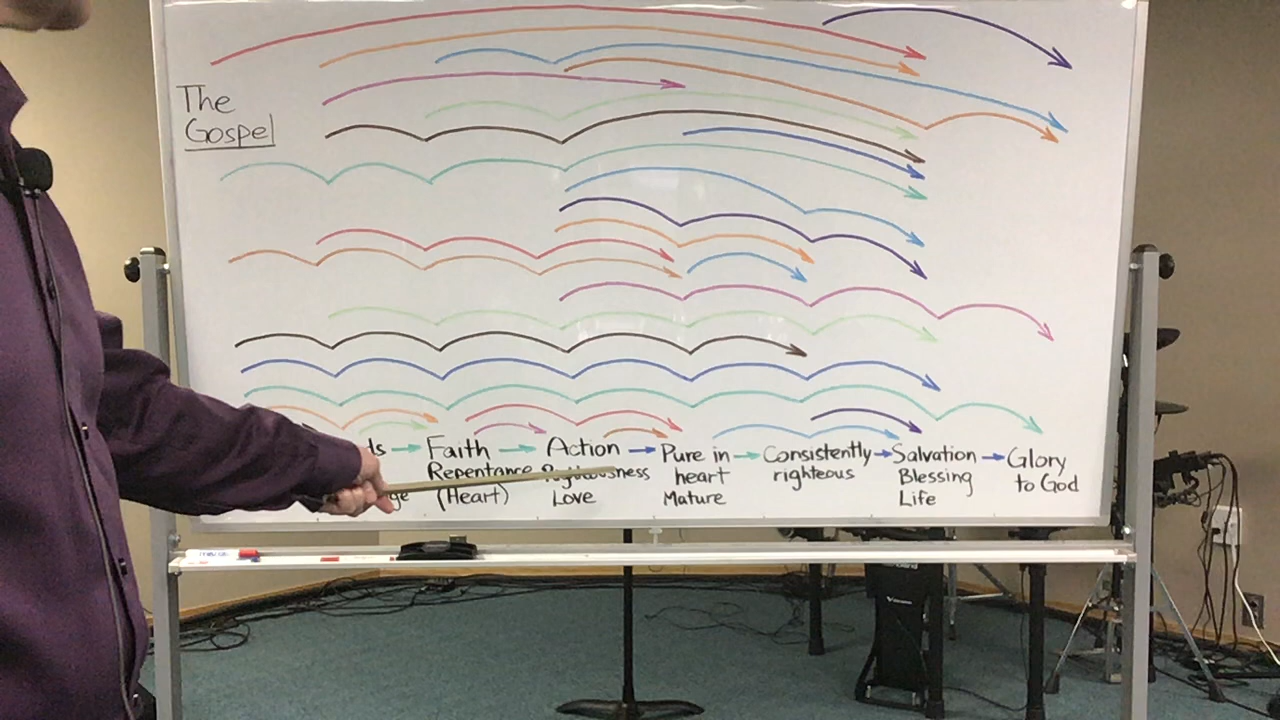 The
Gospel
Faith
Repentance
(Heart)
Action
Righteousness
Love
Pure in
heart
Mature
Consistently
righteous
Salvation
Blessing
Life
Glory
to God